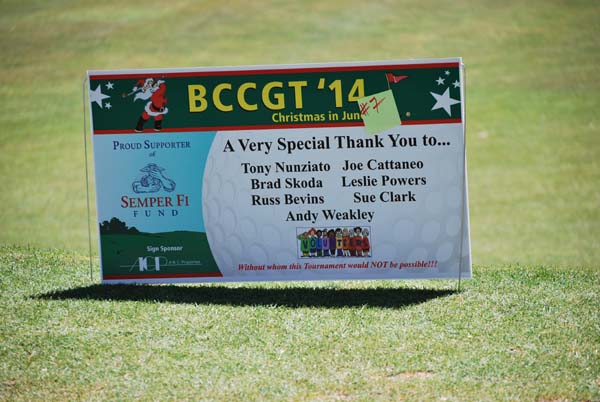 BCCGT '14
#7
Christmas in June
PROUD SUPPORTER
of
SEMPER FI
FUND
Sign Sponsor
A Very Special Thank You to...
Tony Nunziato Joe Cattaneo
Brad Skoda Leslie Powers
Russ Bevins Sue Clark
Andy Weakley
VOLUNTEERS
Without whom this Tournament would NOT be possible!!!